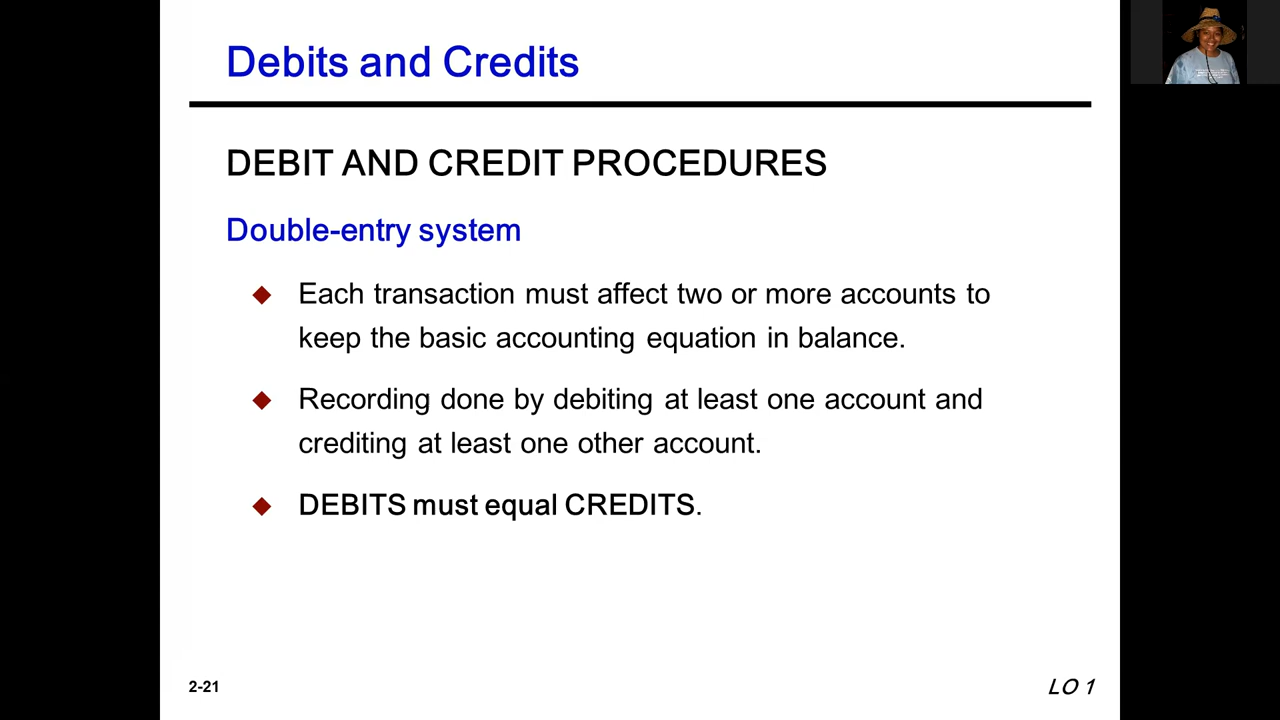 Debits and Credits
DEBIT AND CREDIT PROCEDURES
Double-entry system
Each transaction must affect two or more accounts to
keep the basic accounting equation in balance.
Recording done by debiting at least one account and
crediting at least one other account.
DEBITS must equal CREDITS.
2-21
LO 1